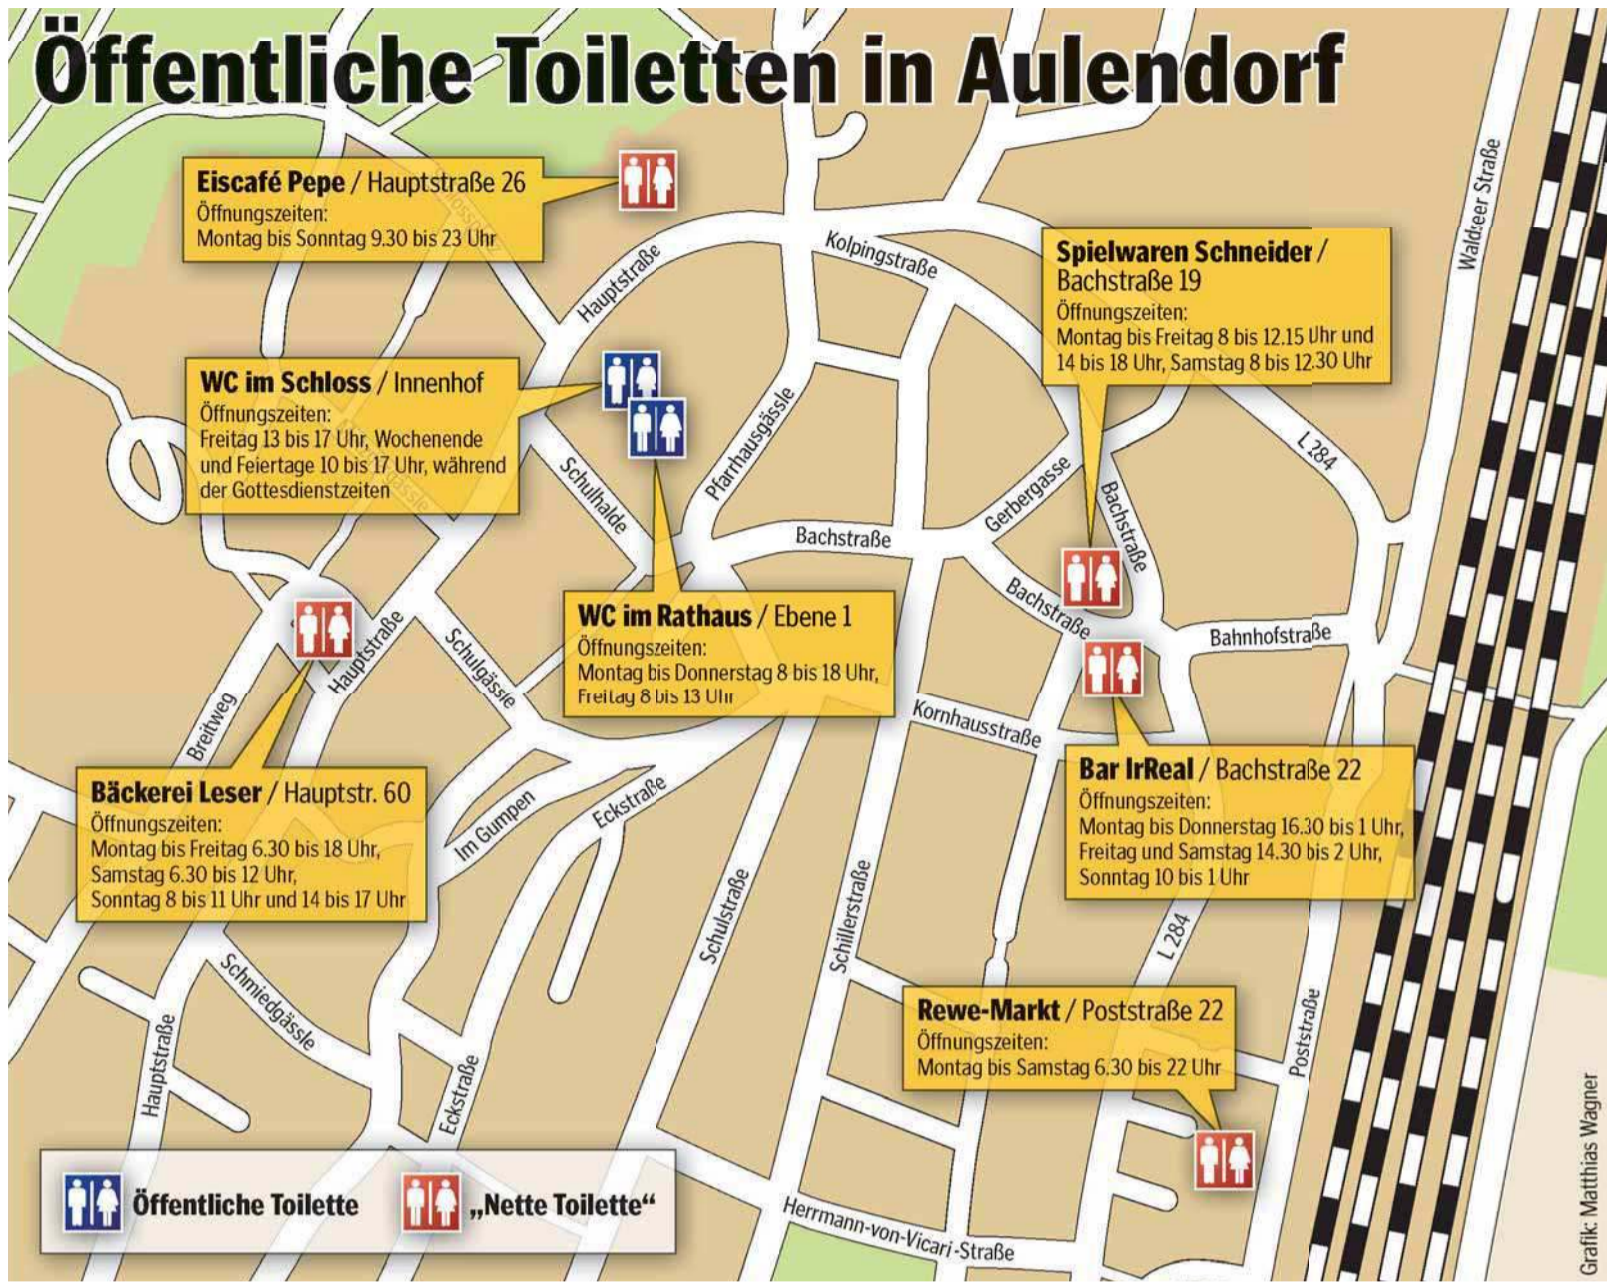 Öffentliche Toiletten in Aulendorf
Eiscafé Pepe / Hauptstraße 26
Öffnungszeiten:
Montag bis Sonntag 9.30 bis 23 Uhr
Hauptstraße
Kolpingstraße
Waldseer Straße
Spielwaren Schneider /
Bachstraße 19
Öffnungszeiten:
Montag bis Freitag 8 bis 12.15 Uhr und
14 bis 18 Uhr, Samstag 8 bis 12.30 Uhr
WC im Schloss / Innenhof
Öffnungszeiten:
Freitag 13 bis 17 Uhr, Wochenende
und Feiertage 10 bis 17 Uhr, während
der Gottesdienstzeiten
Schulhalde
Pfarrhausgässle
L 284
Gerbergasse
Bachstraße
Bachstraße
Bachstraße
Bahnhofstraße
WC im Rathaus / Ebene 1
Öffnungszeiten:
Montag bis Donnerstag 8 bis 18 Uhr,
Freitag 8 bis 13 Uhr
Hauptstraße
Schulgässle
Breitweg
Kornhausstraße
Bäckerei Leser / Hauptstr. 60
Öffnungszeiten:
Montag bis Freitag 6.30 bis 18 Uhr,
Samstag 6.30 bis 12 Uhr,
Sonntag 8 bis 11 Uhr und 14 bis 17 Uhr
Im Gumpen
Eckstraße
Bar IrReal / Bachstraße 22
Öffnungszeiten:
Montag bis Donnerstag 16.30 bis 1 Uhr,
Freitag und Samstag 14.30 bis 2 Uhr,
Sonntag 10 bis 1 Uhr
Schulstraße
Schillerstraße
L 284
Schmiedgässle
Hauptstraße
Eckstraße
Rewe-Markt / Poststraße 22
Öffnungszeiten:
Montag bis Samstag 6.30 bis 22 Uhr
Poststraße
Herrmann-von-Vicari-Straße
Öffentliche Toilette
„Nette Toilette“
Grafik: Matthias Wagner